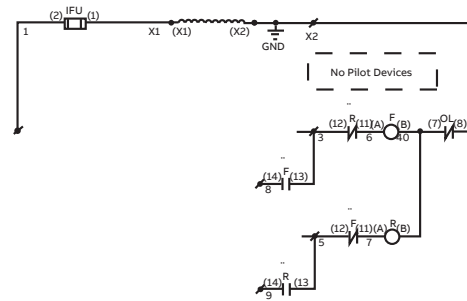 IFU
(2) (1)
1 X1 (X1) (X2) X2
GND
No Pilot Devices
" "
(12) R (11) (A) F (B) (7) OL (8)
3 6 40
"
(14) F (13)
8
"
(12) F (11) (A) R (B)
5 7
"
(14) R (13
9